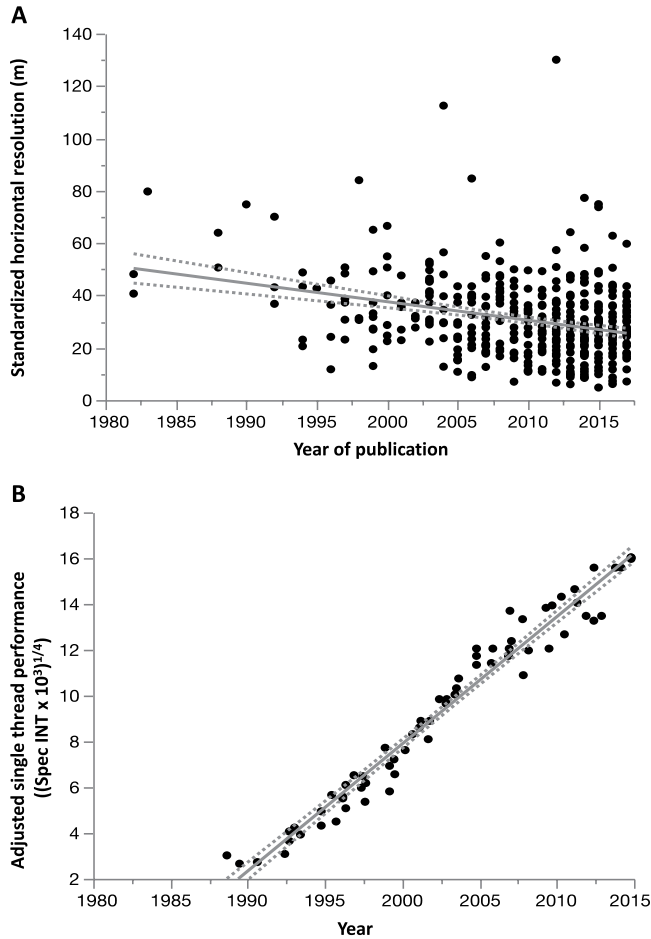 A
140
120
100
80
60
40
20
0
Standardized horizontal resolution (m)
1980 1985 1990 1995 2000 2005 2010 2015
Year of publication
B
18
16
14
12
10
8
6
4
2
Adjusted single thread performance
((Spec INT x 10³)¹/⁴)
1980 1985 1990 1995 2000 2005 2010 2015
Year